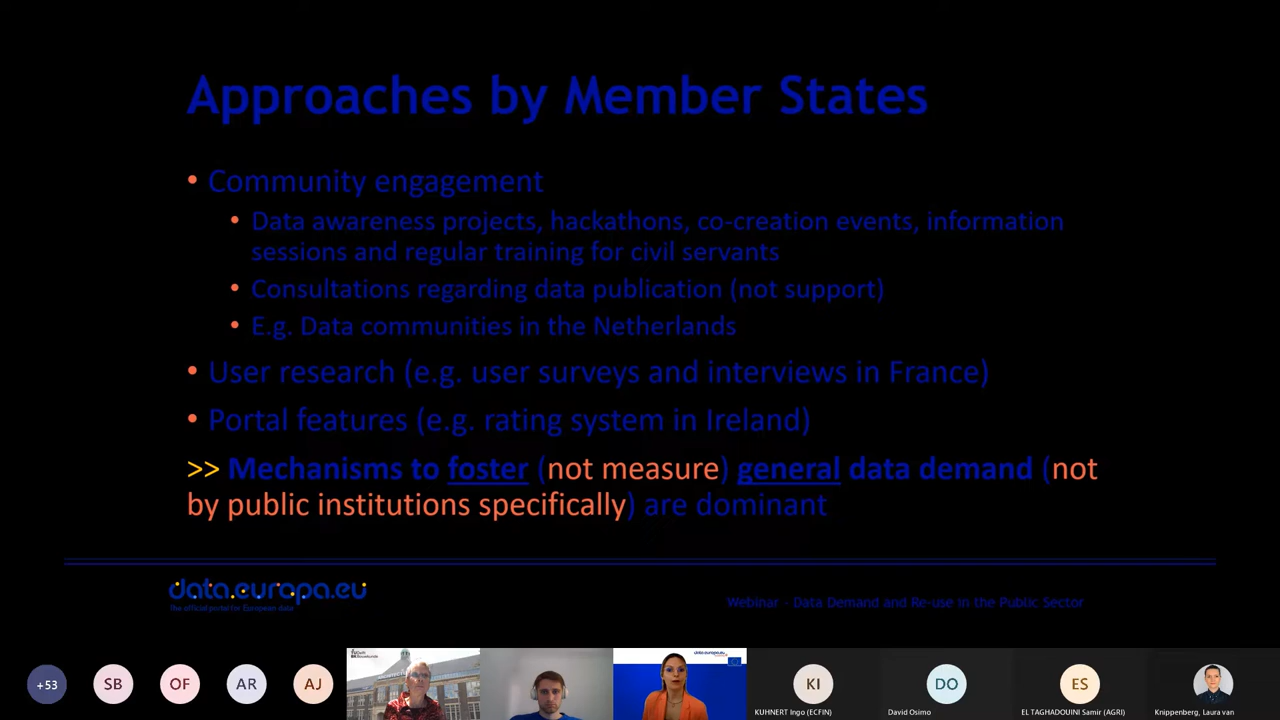 Approaches by Member States
• Community engagement
• Data awareness projects, hackathons, co-creation events, information
sessions and regular training for civil servants
• Consultations regarding data publication (not support)
• E.g. Data communities in the Netherlands
• User research (e.g. user surveys and interviews in France)
• Portal features (e.g. rating system in Ireland)
>> Mechanisms to foster (not measure) general data demand (not
by public institutions specifically) are dominant
data.europa.eu
The official portal for European data
Webinar - Data Demand and Re-use in the Public Sector
+53
SB
OF
AR
AJ
data.europa.eu
KI
KUHNERT Ingo (ECFIN)
DO
David Osimo
ES
EL TAGHADOUINI Samir (AGRI)
Knippenberg, Laura van